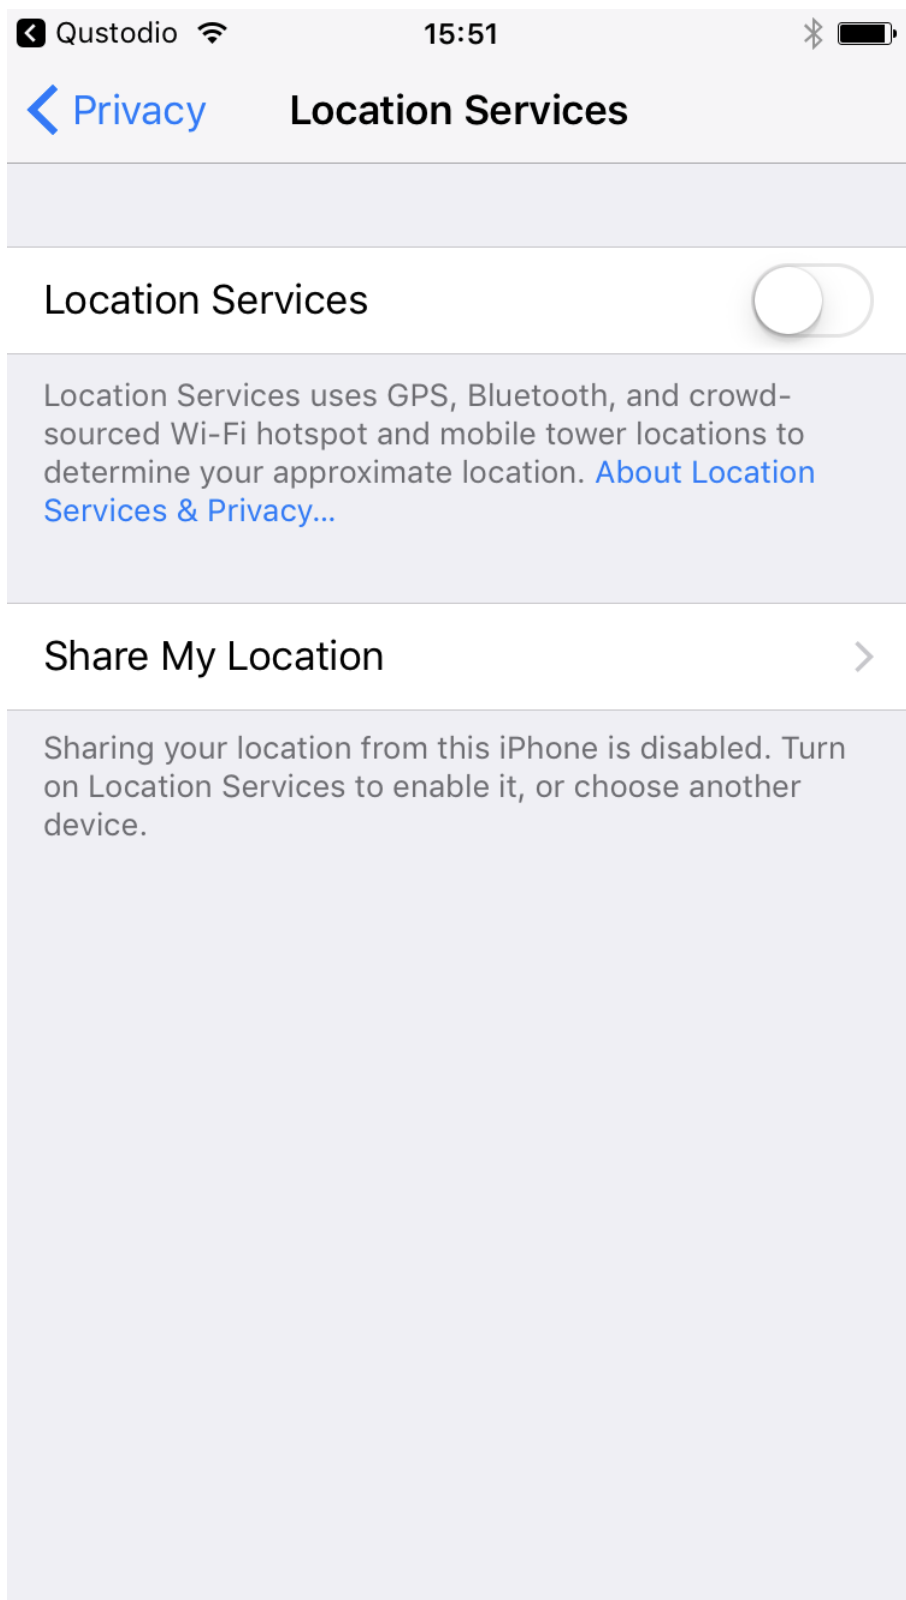 Qustodio
15:51
Privacy
Location Services
Location Services
Location Services uses GPS, Bluetooth, and crowd-
sourced Wi-Fi hotspot and mobile tower locations to
determine your approximate location. About Location
Services & Privacy...
Share My Location
Sharing your location from this iPhone is disabled. Turn
on Location Services to enable it, or choose another
device.